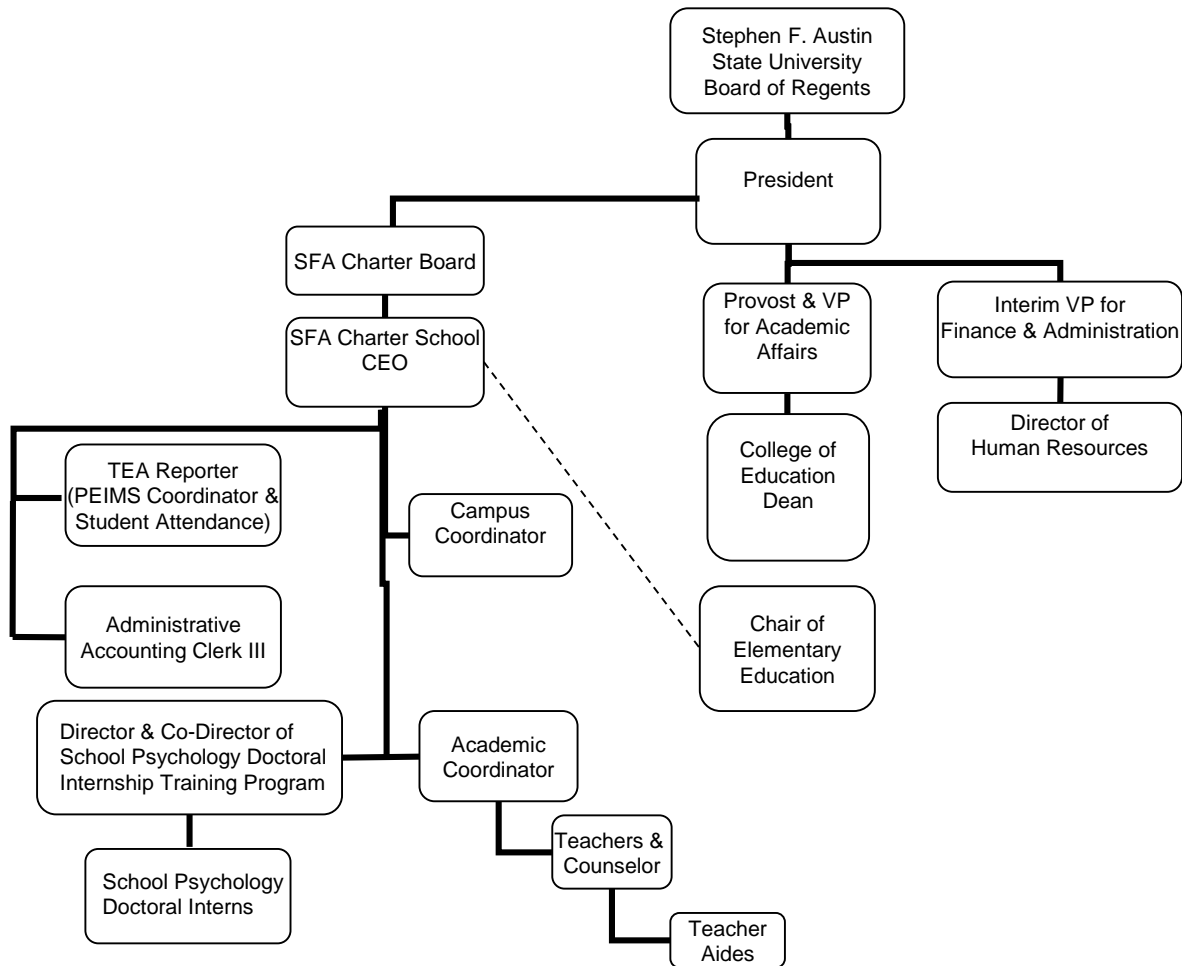 Stephen F. Austin
State University
Board of Regents
President
SFA Charter Board
Provost & VP
for Academic
Affairs
Interim VP for
Finance & Administration
SFA Charter School
CEO
Director of
Human Resources
College of
Education
Dean
TEA Reporter
(PEIMS Coordinator &
Student Attendance)
Campus
Coordinator
Administrative
Accounting Clerk III
Chair of
Elementary
Education
Director & Co-Director of
School Psychology Doctoral
Internship Training Program
Academic
Coordinator
Teachers &
Counselor
School Psychology
Doctoral Interns
Teacher
Aides